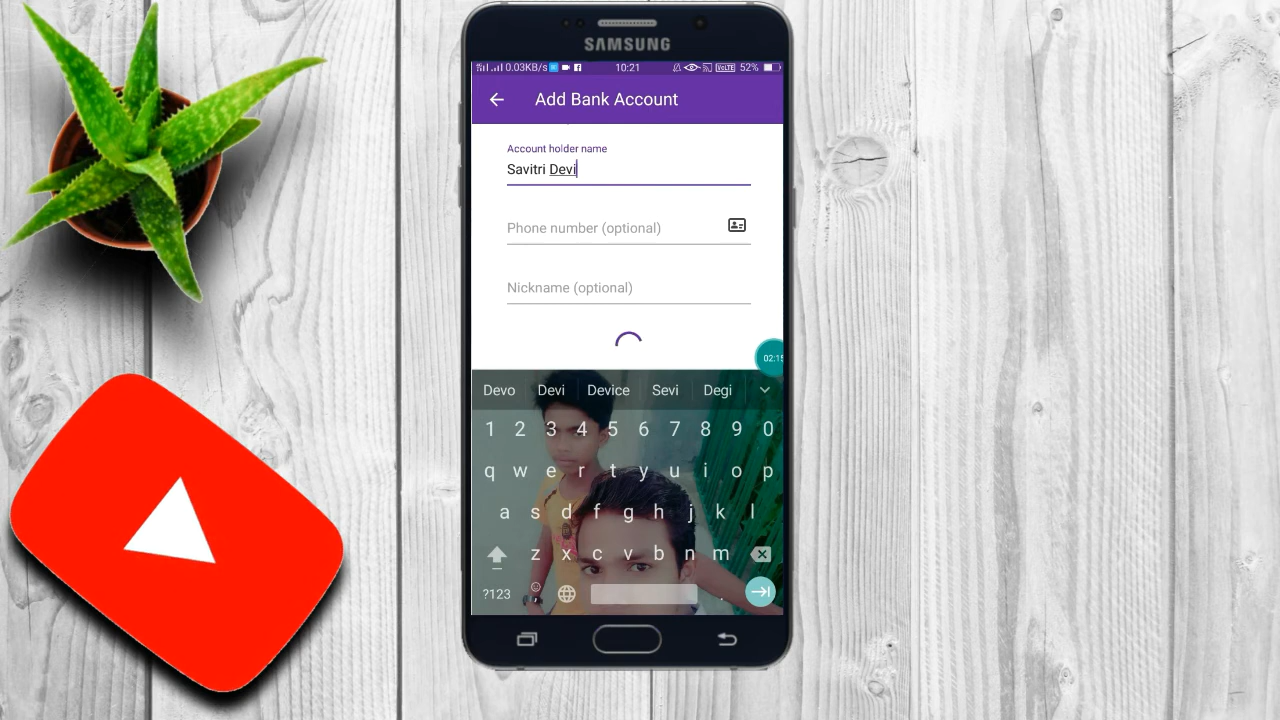 SAMSUNG
0.03KB/s 10:21 VoLTE 52%
Add Bank Account
Account holder name
Savitri Devi
Phone number (optional)
Nickname (optional)
02:15
Devo Devi Device Sevi Degi
1 2 3 4 5 6 7 8 9 0
q w e r t y u i o p
a s d f g h j k l
z x c v b n m
?123 .